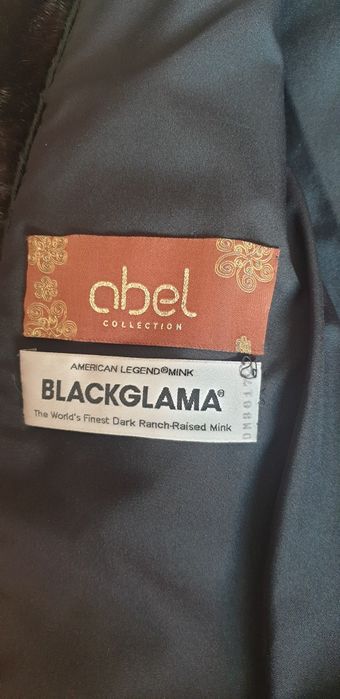 abel
COLLECTION
AMERICAN LEGEND®MINK
BLACKGLAMA®
The World's Finest Dark Ranch-Raised Mink